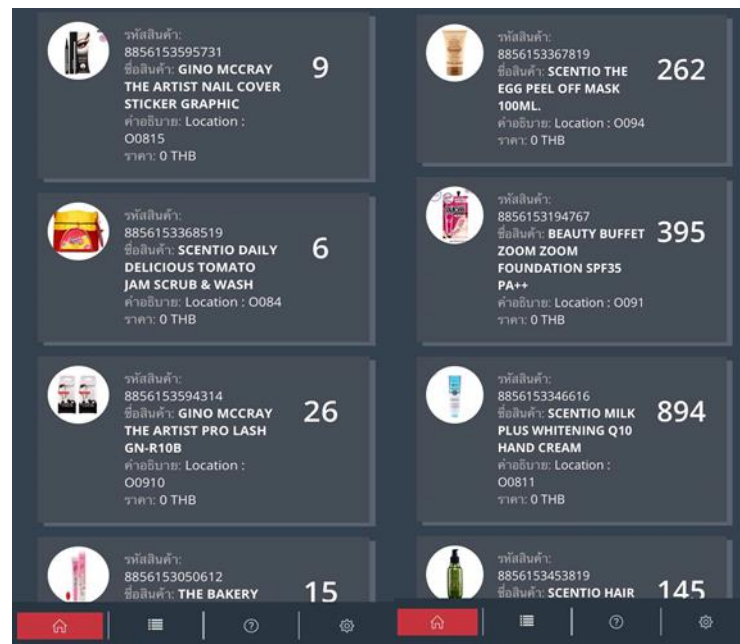 รหัสสินค้า:
8856153595731
ชื่อสินค้า: GINO MCCRAY
THE ARTIST NAIL COVER
STICKER GRAPHIC
คำอธิบาย: Location :
O0815
ราคา: 0 THB
9
รหัสสินค้า:
8856153368519
ชื่อสินค้า: SCENTIO DAILY
DELICIOUS TOMATO
JAM SCRUB & WASH
คำอธิบาย: Location : O084
ราคา: 0 THB
6
รหัสสินค้า:
8856153594314
ชื่อสินค้า: GINO MCCRAY
THE ARTIST PRO LASH
GN-R10B
คำอธิบาย: Location :
O0910
ราคา: 0 THB
26
รหัสสินค้า:
8856153050612
ชื่อสินค้า: THE BAKERY
15
รหัสสินค้า:
8856153367819
ชื่อสินค้า: SCENTIO THE
EGG PEEL OFF MASK
100ML.
คำอธิบาย: Location : O094
ราคา: 0 THB
262
รหัสสินค้า:
8856153194767
ชื่อสินค้า: BEAUTY BUFFET
ZOOM ZOOM
FOUNDATION SPF35
PA++
คำอธิบาย: Location : O091
ราคา: 0 THB
395
รหัสสินค้า:
8856153346616
ชื่อสินค้า: SCENTIO MILK
PLUS WHITENING Q10
HAND CREAM
คำอธิบาย: Location :
O0811
ราคา: 0 THB
894
รหัสสินค้า:
8856153453819
ชื่อสินค้า: SCENTIO HAIR
145